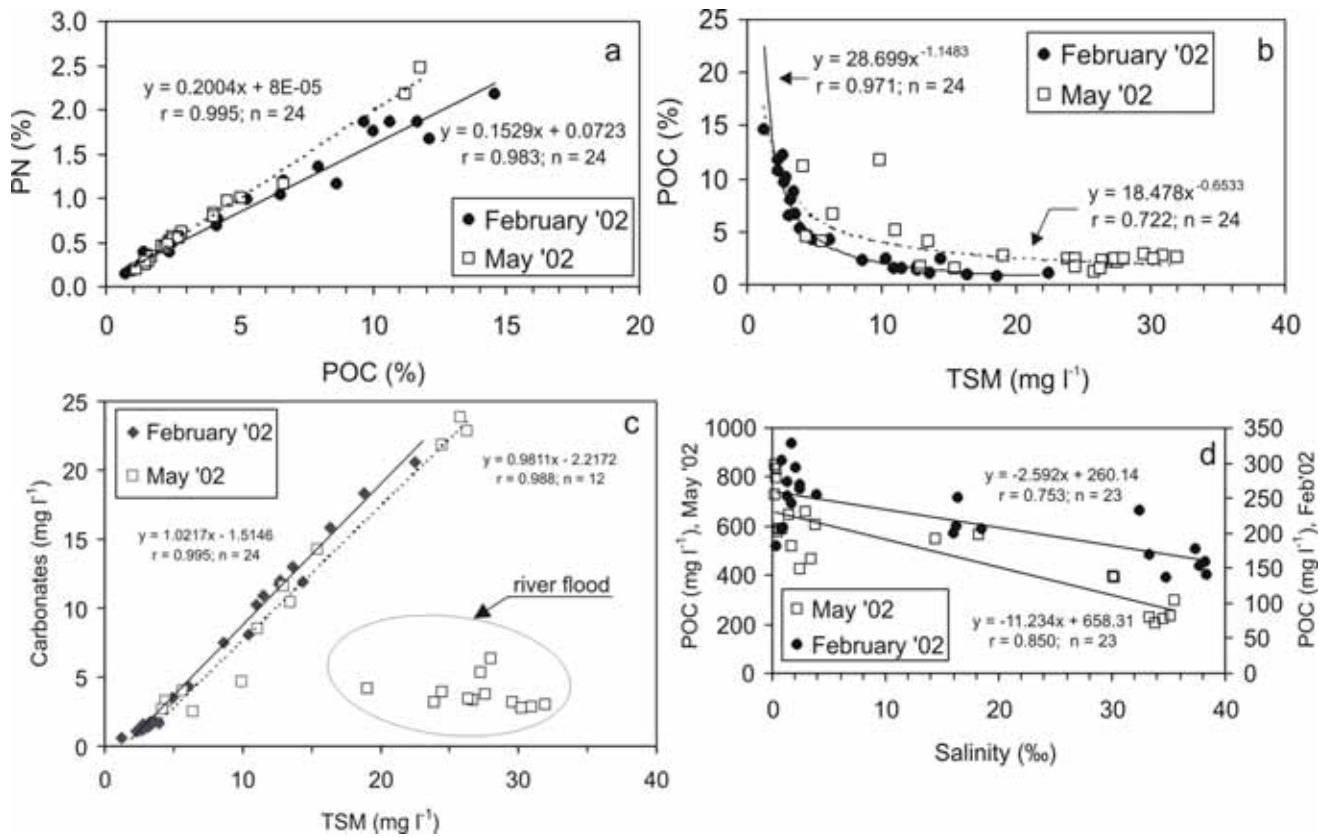 a
3.0
2.5
2.0
1.5
1.0
0.5
0.0
PN (%)
y = 0.2004x + 8E-05
r = 0.995; n = 24
y = 0.1529x + 0.0723
r = 0.983; n = 24
February '02
May '02
0 5 10 15 20
POC (%)
b
25
20
15
10
5
0
POC (%)
y = 28.699x^-1.1483
r = 0.971; n = 24
February '02
May '02
y = 18.478x^-0.6533
r = 0.722; n = 24
0 10 20 30 40
TSM (mg l⁻¹)
c
25
20
15
10
5
0
Carbonates (mg l⁻¹)
February '02
May '02
y = 0.9811x - 2.2172
r = 0.988; n = 12
y = 1.0217x - 1.5146
r = 0.995; n = 24
river flood
0 10 20 30 40
TSM (mg l⁻¹)
d
1000
800
600
400
200
0
POC (mg l⁻¹), May '02
350
300
250
200
150
100
50
0
POC (mg l⁻¹), Feb'02
y = -2.592x + 260.14
r = 0.753; n = 23
May '02
February '02
y = -11.234x + 658.31
r = 0.850; n = 23
0 10 20 30 40
Salinity (‰)